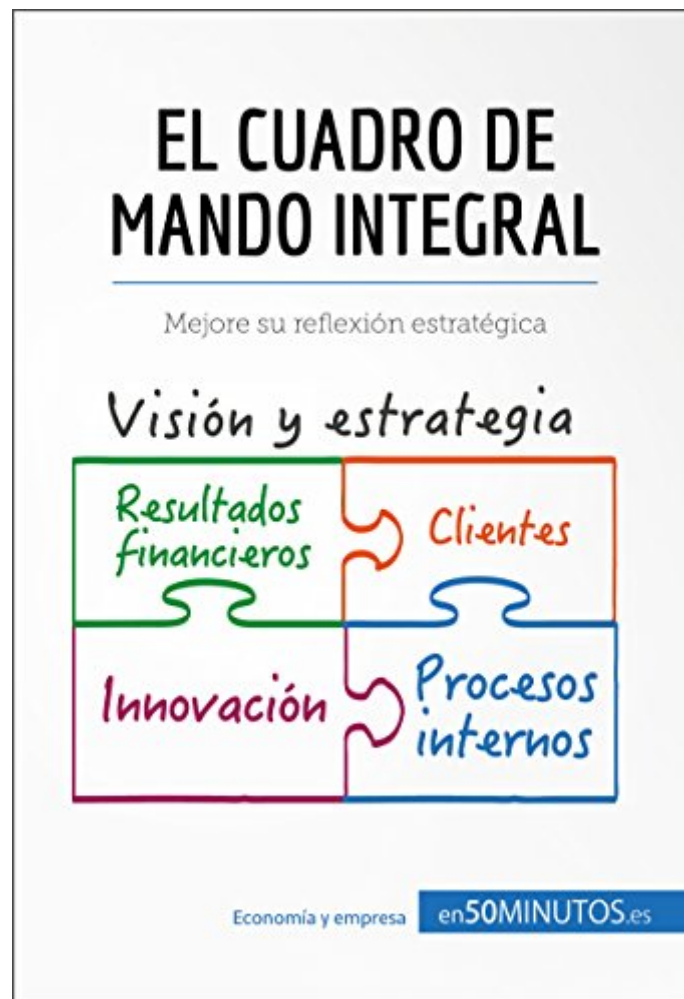 EL CUADRO DE
MANDO INTEGRAL
Mejore su reflexión estratégica
Visión y estrategia
Resultados
financieros
Clientes
Innovación
Procesos
internos
Economía y empresa
en50MINUTOS.es